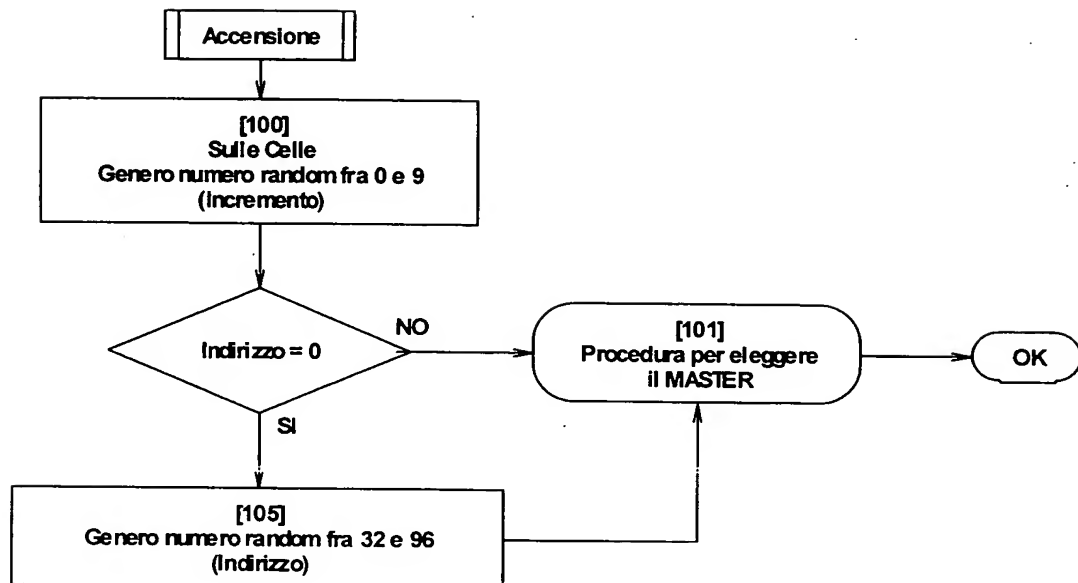 Accensione
[100]
Sulle Celle
Genero numero random fra 0 e 9
(Incremento)
Indirizzo = 0
NO
[101]
Procedura per eleggere
il MASTER
OK
SI
[105]
Genero numero random fra 32 e 96
(Indirizzo)